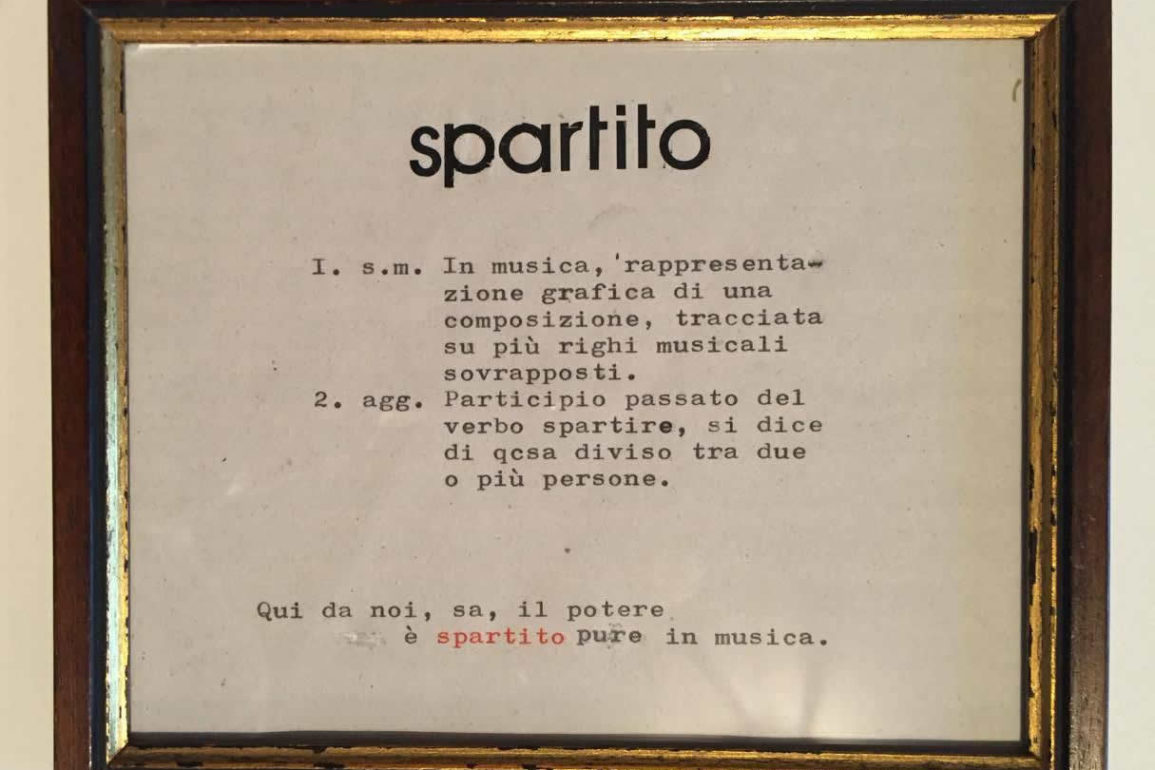 spartito
I. s.m. In musica, 'rappresenta-
zione grafica di una
composizione, tracciata
su più righi musicali
sovrapposti.
2. agg. Participio passato del
verbo spartire, si dice
di qcsa diviso tra due
o più persone.
Qui da noi, sa, il potere
è spartito pure in musica.